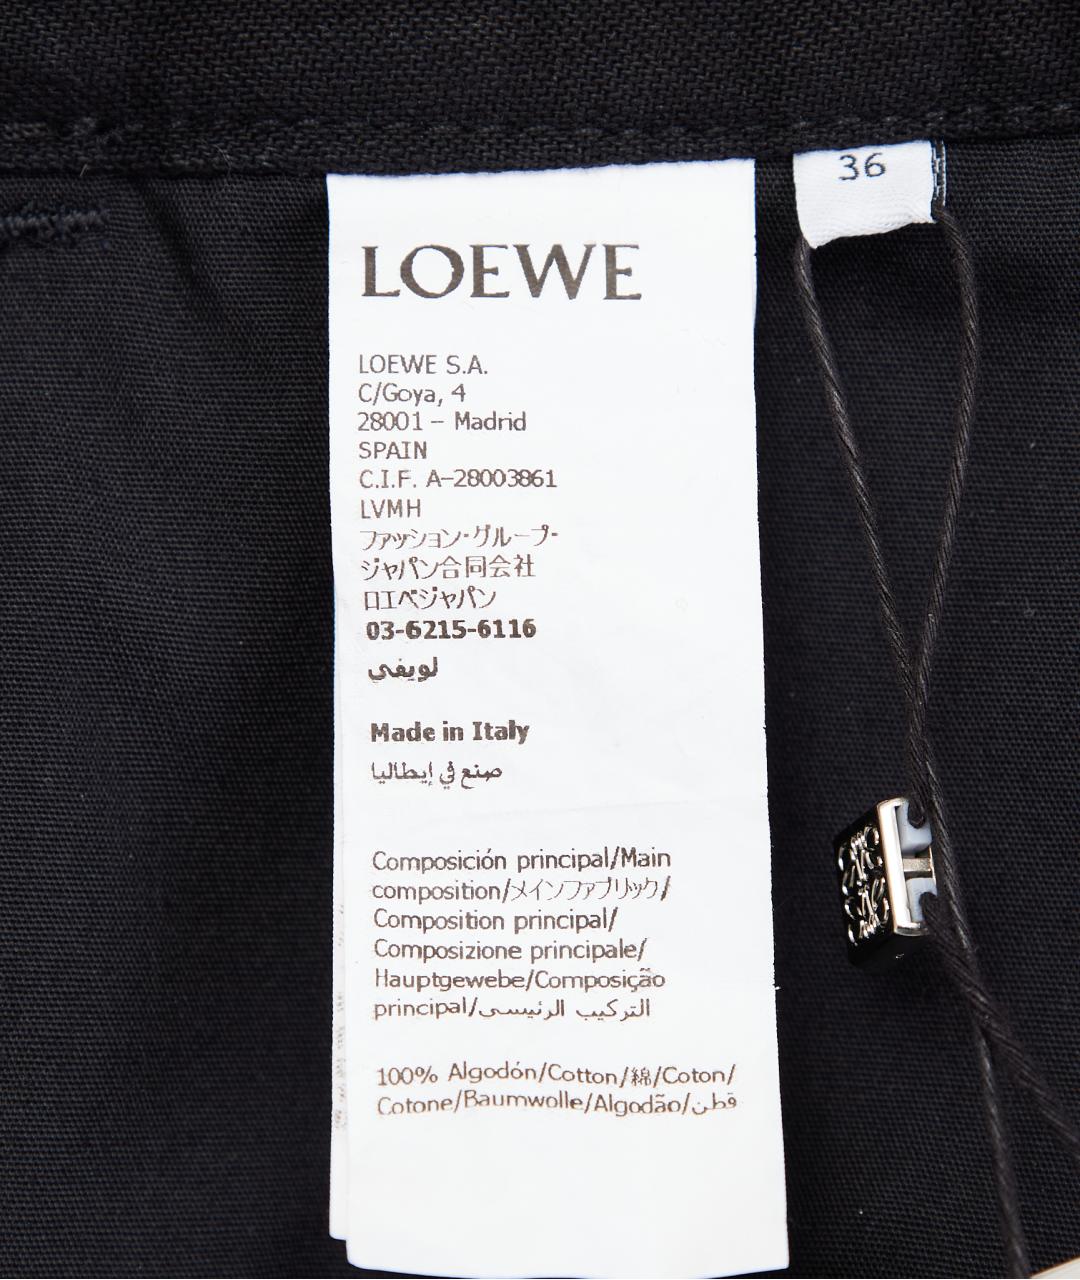 36
LOEWE
LOEWE S.A.
C/Goya, 4
28001 – Madrid
SPAIN
C.I.F. A-28003861
LVMH
ファッション・グループ・
ジャパン合同会社
ロエベジャパン
03-6215-6116
لويفي
Made in Italy
صنع في إيطاليا
Composición principal/Main
composition/メインファブリック/
Composition principal/
Composizione principale/
Hauptgewebe/Composição
principal/التركيب الرئيسى
100% Algodón/Cotton/綿/Coton/
Cotone/Baumwolle/Algodão/قطن